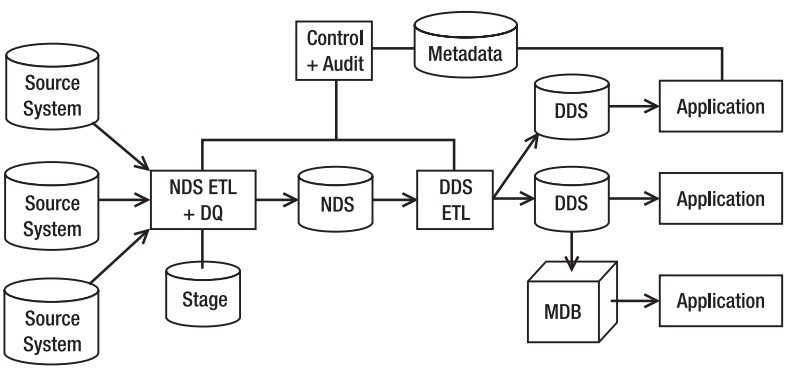 Control
+ Audit
Metadata
Source
System
DDS
Application
Source
System
NDS ETL
+ DQ
NDS
DDS
ETL
DDS
Application
Stage
Source
System
MDB
Application